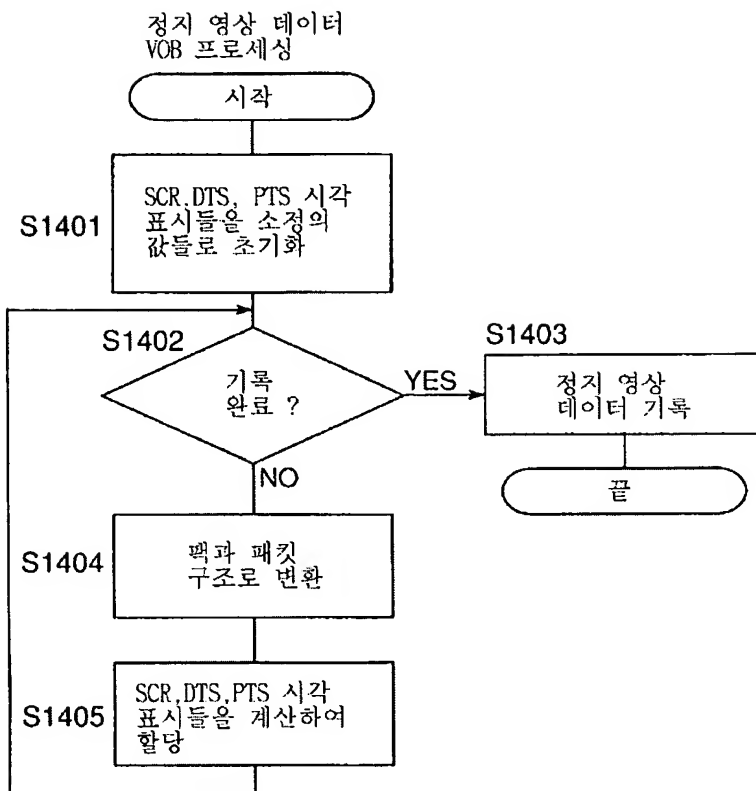 정지 영상 데이터
VOB 프로세싱
시작
S1401
SCR,DTS, PTS 시각
표시들을 소정의
값들로 초기화
S1402
기록
완료 ?
YES
NO
S1403
정지 영상
데이터 기록
끝
S1404
팩과 패킷
구조로 변환
S1405
SCR,DTS,PTS 시각
표시들을 계산하여
할당